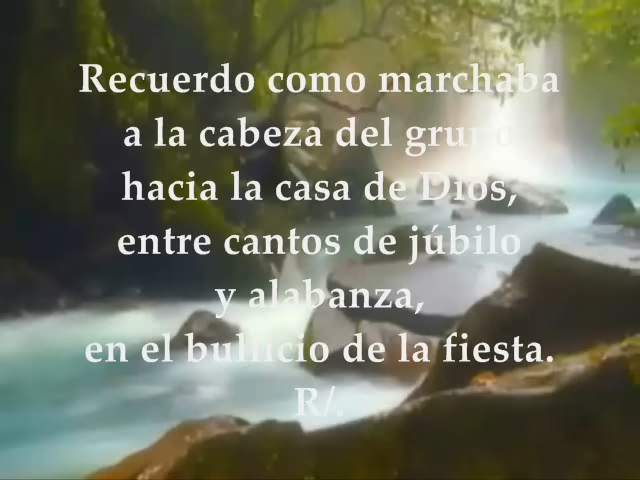 Recuerdo como marchaba
a la cabeza del grupo
hacia la casa de Dios,
entre cantos de júbilo
y alabanza,
en el bullicio de la fiesta.
R/.